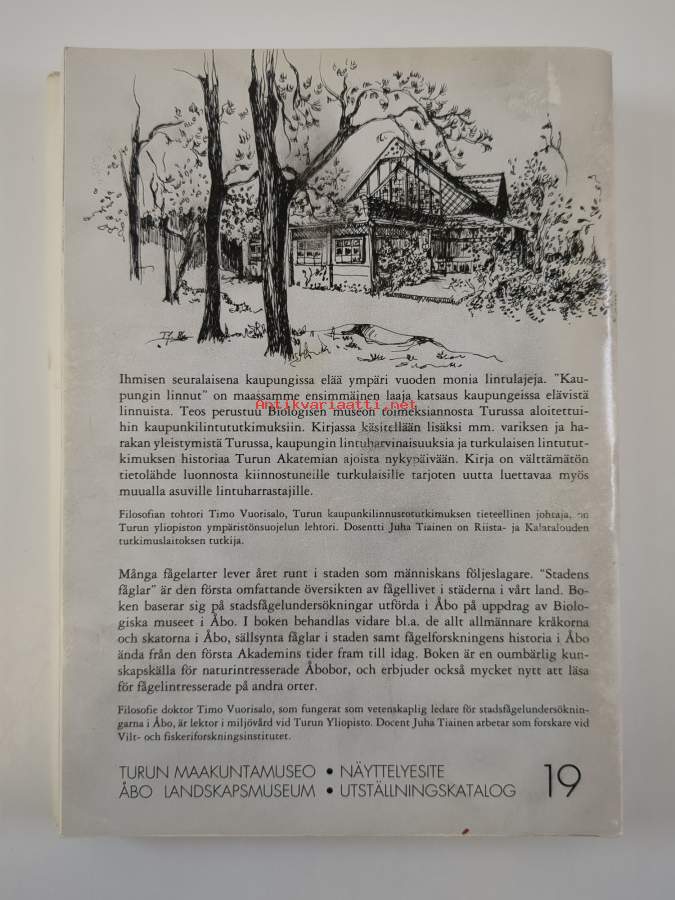 Ihmisen seuralaisena kaupungissa elää ympäri vuoden monia lintulajeja. "Kau-
pungin linnut" on maassamme ensimmäinen laaja katsaus kaupungeissa elävistä
linnuista. Teos perustuu Biologisen museon toimeksiannosta Turussa aloitettui-
Antikvariaatti.net
hin kaupunkilintututkimuksiin. Kirjassa käsitellään lisäksi mm. variksen ja ha-
rakan yleistymistä Turussa, kaupungin lintuharvinaisuuksia ja turkulaisen lintutut-
kimuksen historiaa Turun Akatemian ajoista nykypäivään. Kirja on välttämätön
tietolähde luonnosta kiinnostuneille turkulaisille tarjoten uutta luettavaa myös
muualla asuville lintuharrastajille.
Filosofian tohtori Timo Vuorisalo, Turun kaupunkilinnustotutkimuksen tieteellinen johtaja, on
Turun yliopiston ympäristönsuojelun lehtori. Dosentti Juha Tiainen on Riista- ja Kalatalouden
tutkimuslaitoksen tutkija.
Många fågelarter lever året runt i staden som människans följeslagare. "Stadens
fåglar" är den första omfattande översikten av fågellivet i städerna i vårt land. Bo-
ken baserar sig på stadsfågelundersökningar utförda i Åbo på uppdrag av Biolo-
giska museet i Åbo. I boken behandlas vidare bl.a. de allt allmännare kråkorna
och skatorna i Åbo, sällsynta fåglar i staden samt fågelforskningens historia i Åbo
ända från den första Akademins tider fram till idag. Boken är en oumbärlig kun-
skapskälla för naturintresserade Åbobor, och erbjuder också mycket nytt att läsa
för fågelintresserade på andra orter.
Filosofie doktor Timo Vuorisalo, som fungerat som vetenskaplig ledare för stadsfågelundersöknin-
garna i Åbo, är lektor i miljövård vid Turun Yliopisto. Docent Juha Tiainen arbetar som forskare vid
Vilt- och fiskeriforskningsinstitutet.
TURUN MAAKUNTAMUSEO • NÄYTTELYESITE 19
ÅBO LANDSKAPSMUSEUM • UTSTÄLLNINGSKATALOG